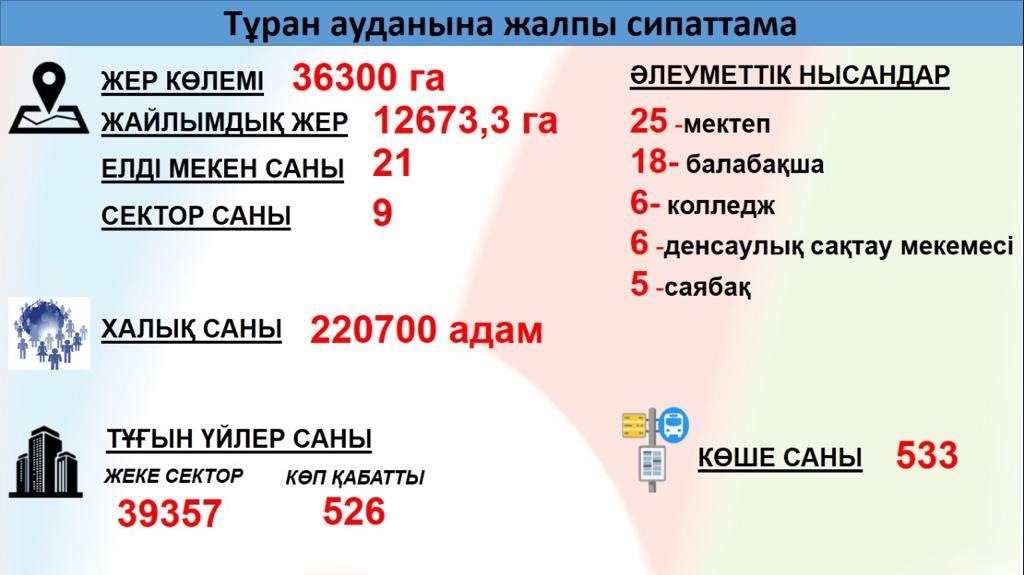 Тұран ауданына жалпы сипаттама
ЖЕР КӨЛЕМІ 36300 га
ЖАЙЛЫМДЫҚ ЖЕР 12673,3 га
ЕЛДІ МЕКЕН САНЫ 21
СЕКТОР САНЫ 9
ӘЛЕУМЕТТІК НЫСАНДАР
25 -мектеп
18- балабақша
6- колледж
6 -денсаулық сақтау мекемесі
5 -саябақ
ХАЛЫҚ САНЫ 220700 адам
ТҰҒЫН ҮЙЛЕР САНЫ
ЖЕКЕ СЕКТОР КӨП ҚАБАТТЫ
39357 526
КӨШЕ САНЫ 533